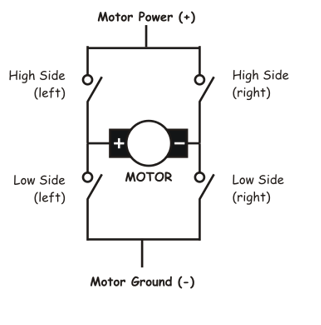 Motor Power (+)
High Side
(left)
High Side
(right)
+
−
MOTOR
Low Side
(left)
Low Side
(right)
Motor Ground (-)